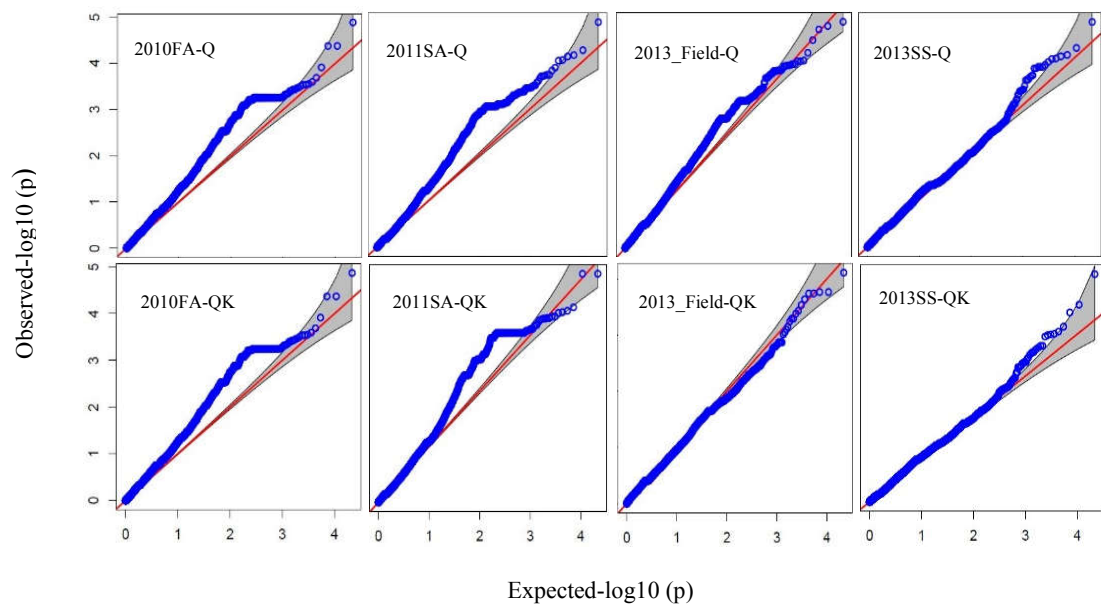 5
4
3
2
1
0
2010FA-Q
2011SA-Q
2013_Field-Q
2013SS-Q
Observed-log10 (p)
5
4
3
2
1
0
2010FA-QK
2011SA-QK
2013_Field-QK
2013SS-QK
0 1 2 3 4 0 1 2 3 4 0 1 2 3 4 0 1 2 3 4
Expected-log10 (p)